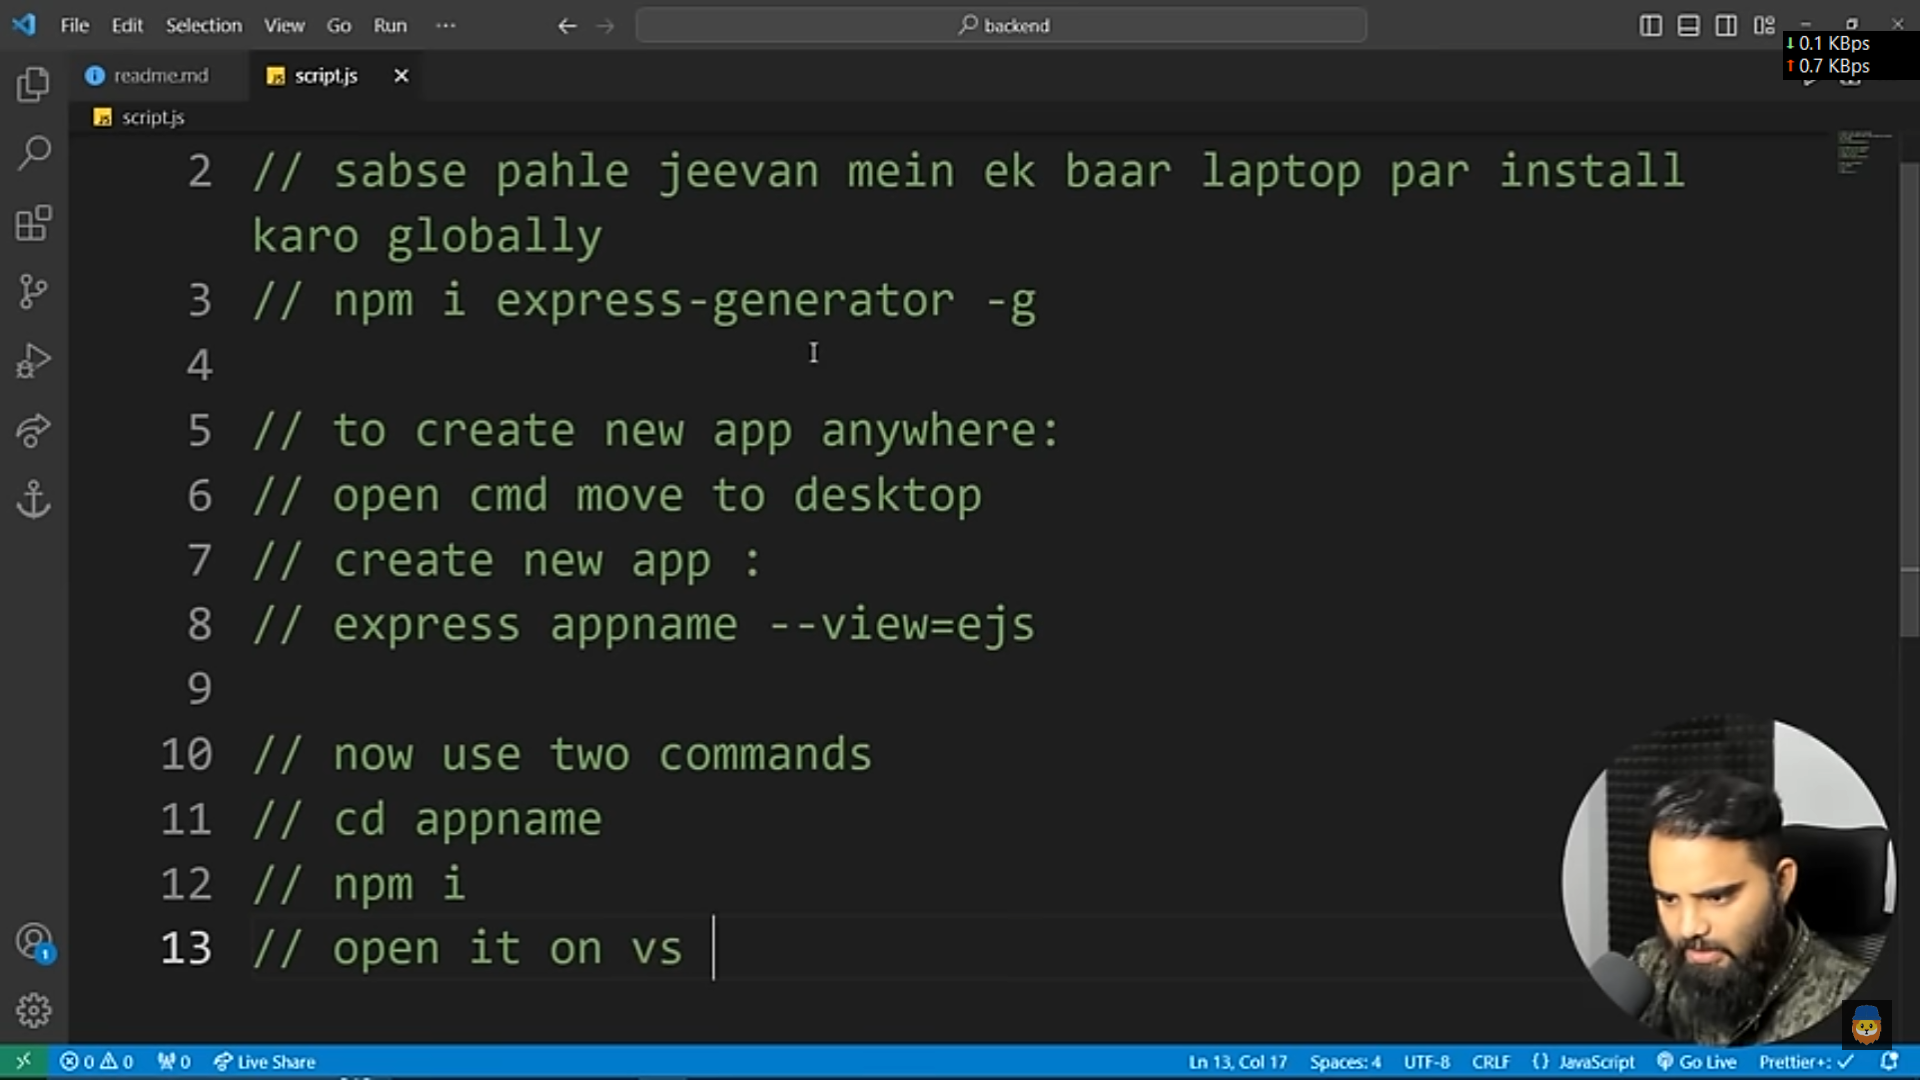 File Edit Selection View Go Run ··· ← → backend
↓ 0.1 KBps
↑ 0.7 KBps
readme.md JS script.js ×
JS script.js
2 // sabse pahle jeevan mein ek baar laptop par install
karo globally
3 // npm i express-generator -g
4
5 // to create new app anywhere:
6 // open cmd move to desktop
7 // create new app :
8 // express appname --view=ejs
9
10 // now use two commands
11 // cd appname
12 // npm i
13 // open it on vs
1
0 0 0 Live Share Ln 13, Col 17 Spaces: 4 UTF-8 CRLF {} JavaScript Go Live Prettier+: ✓